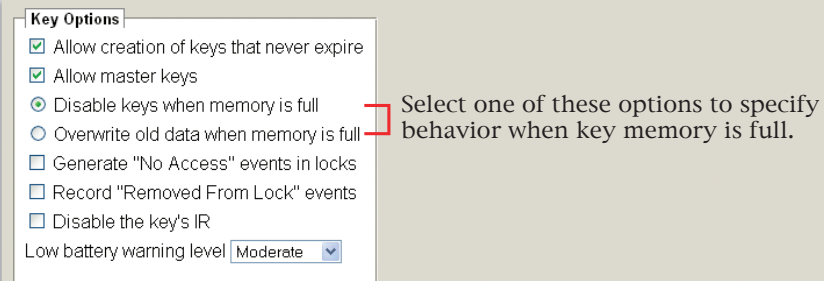 Key Options
Allow creation of keys that never expire
Allow master keys
Disable keys when memory is full
Overwrite old data when memory is full
Select one of these options to specify
behavior when key memory is full.
Generate "No Access" events in locks
Record "Removed From Lock" events
Disable the key's IR
Low battery warning level Moderate